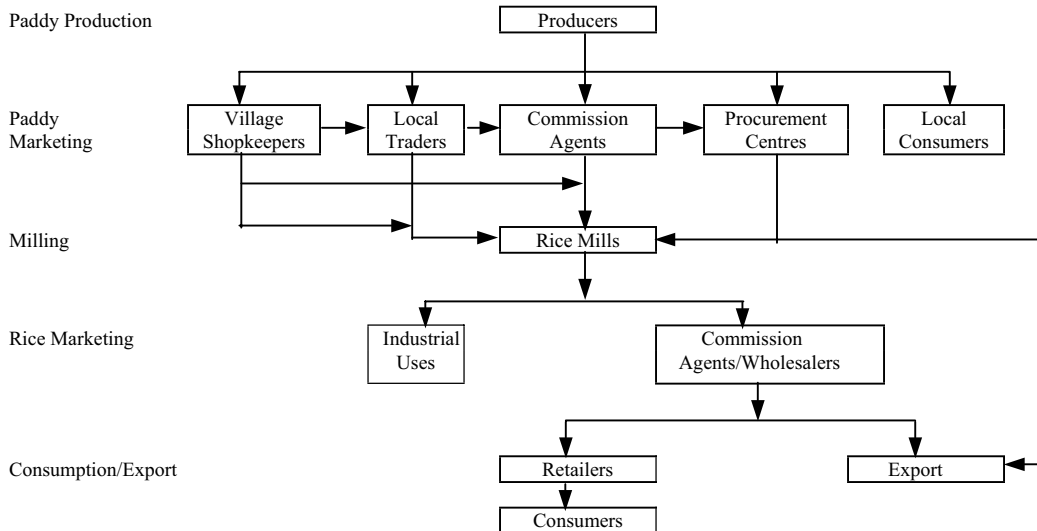 Paddy Production
Producers
Paddy
Marketing
Village
Shopkeepers
Local
Traders
Commission
Agents
Procurement
Centres
Local
Consumers
Milling
Rice Mills
Rice Marketing
Industrial
Uses
Commission
Agents/Wholesalers
Consumption/Export
Retailers
Export
Consumers